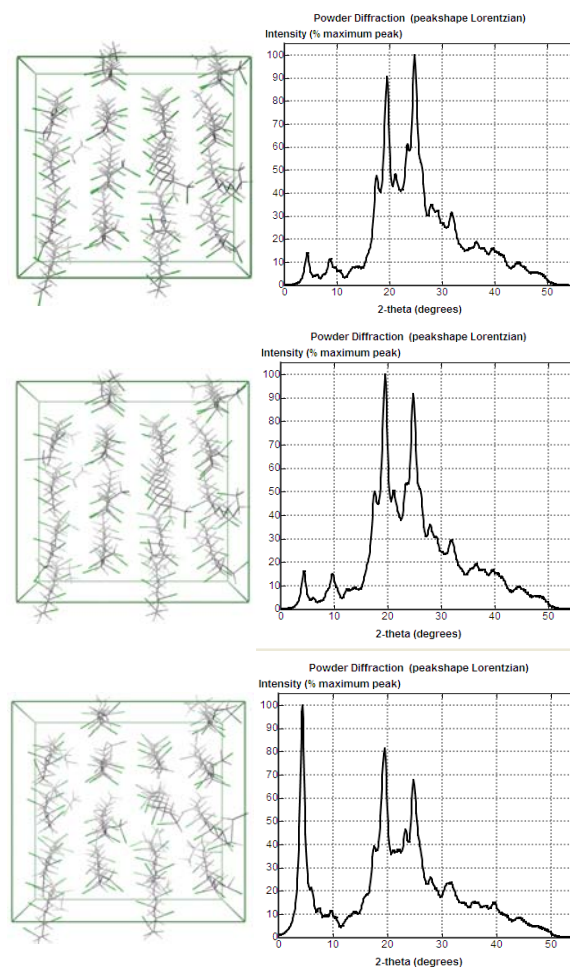 Powder Diffraction (peakshape Lorentzian)
Intensity (% maximum peak)
100
90
80
70
60
50
40
30
20
10
0
0 10 20 30 40 50
2-theta (degrees)
Powder Diffraction (peakshape Lorentzian)
Intensity (% maximum peak)
100
90
80
70
60
50
40
30
20
10
0
0 10 20 30 40 50
2-theta (degrees)
Powder Diffraction (peakshape Lorentzian)
Intensity (% maximum peak)
100
90
80
70
60
50
40
30
20
10
0
0 10 20 30 40 50
2-theta (degrees)